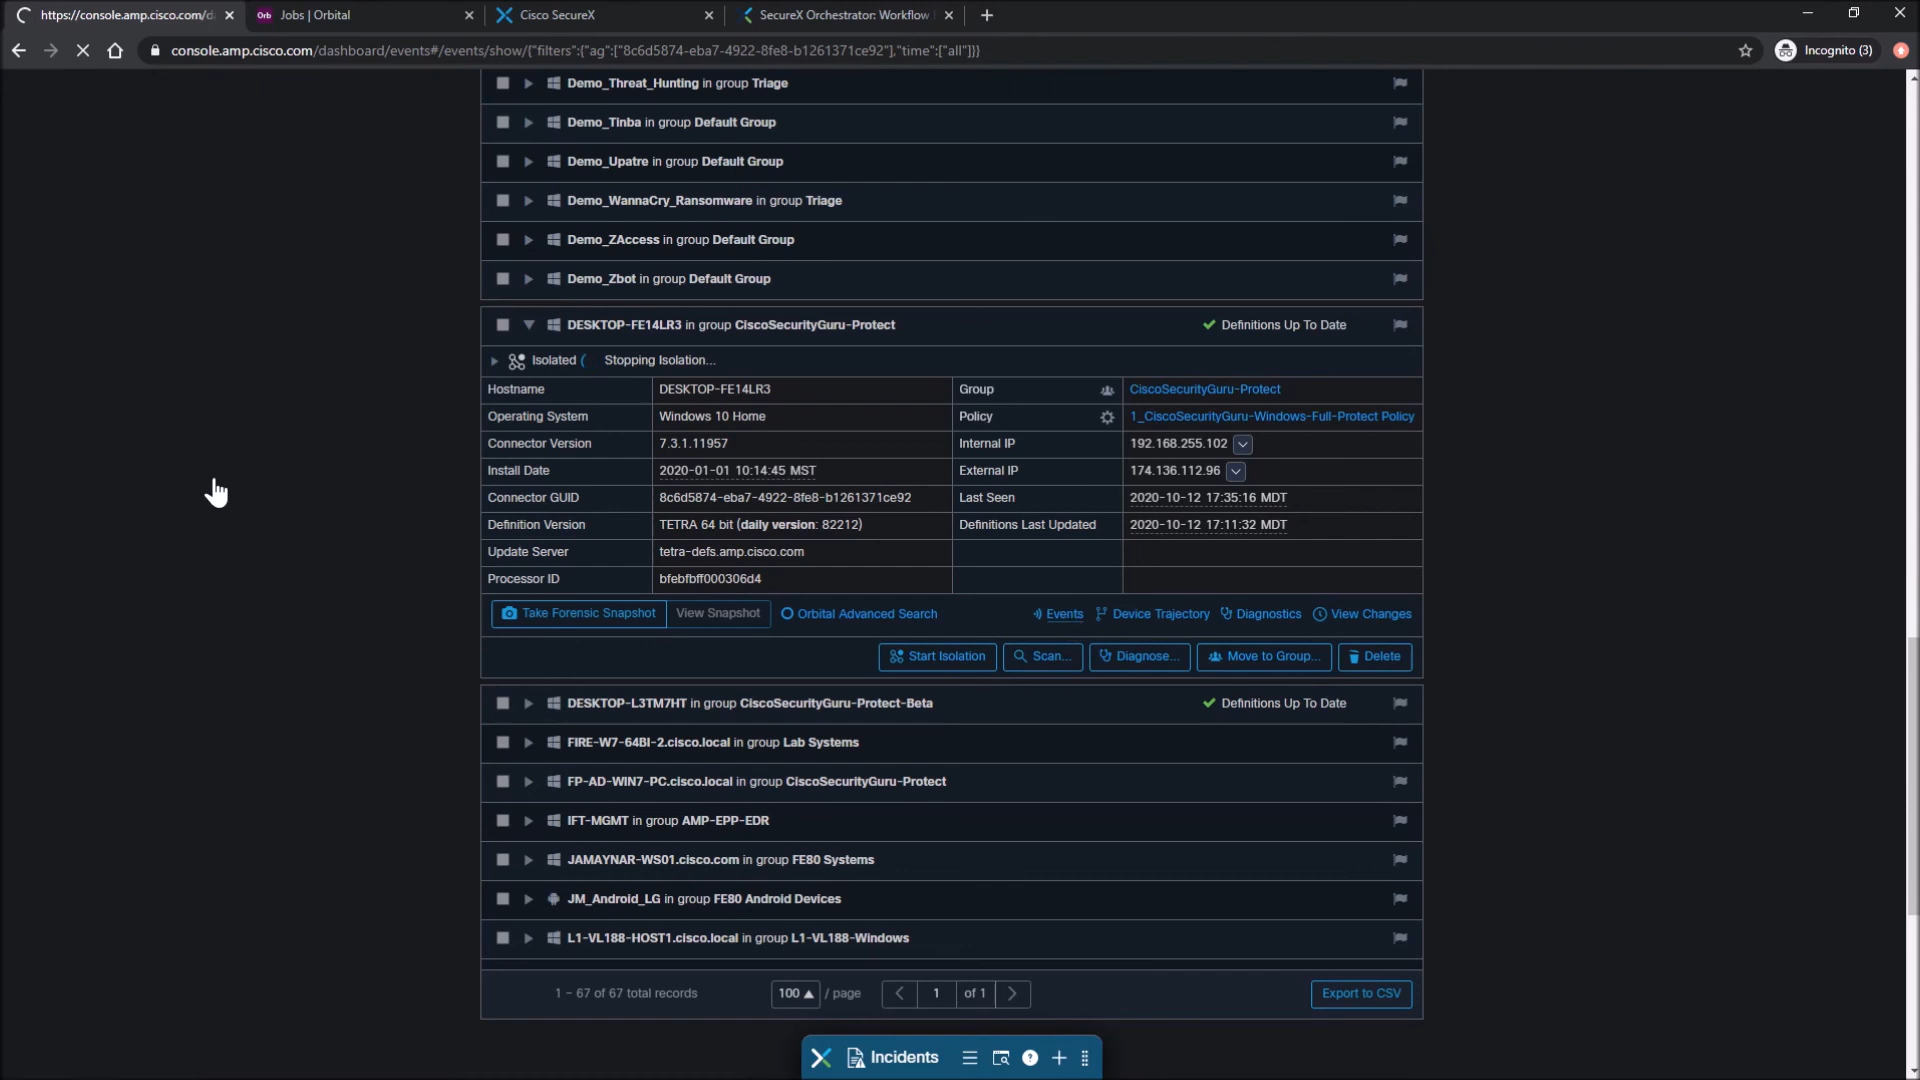 https://console.amp.cisco.com/da
Orb Jobs | Orbital
Cisco SecureX
SecureX Orchestrator: Workflow
console.amp.cisco.com/dashboard/events#/events/show/{"filters":{"ag":["8c6d5874-eba7-4922-8fe8-b1261371ce92"],"time":["all"]}}
Incognito (3)
Demo_Threat_Hunting in group Triage
Demo_Tinba in group Default Group
Demo_Upatre in group Default Group
Demo_WannaCry_Ransomware in group Triage
Demo_ZAccess in group Default Group
Demo_Zbot in group Default Group
DESKTOP-FE14LR3 in group CiscoSecurityGuru-Protect Definitions Up To Date
Isolated ( Stopping Isolation...
Hostname DESKTOP-FE14LR3 Group CiscoSecurityGuru-Protect
Operating System Windows 10 Home Policy 1_CiscoSecurityGuru-Windows-Full-Protect Policy
Connector Version 7.3.1.11957 Internal IP 192.168.255.102
Install Date 2020-01-01 10:14:45 MST External IP 174.136.112.96
Connector GUID 8c6d5874-eba7-4922-8fe8-b1261371ce92 Last Seen 2020-10-12 17:35:16 MDT
Definition Version TETRA 64 bit (daily version: 82212) Definitions Last Updated 2020-10-12 17:11:32 MDT
Update Server tetra-defs.amp.cisco.com
Processor ID bfebfbff000306d4
Take Forensic Snapshot View Snapshot Orbital Advanced Search Events Device Trajectory Diagnostics View Changes
Start Isolation Scan... Diagnose... Move to Group... Delete
DESKTOP-L3TM7HT in group CiscoSecurityGuru-Protect-Beta Definitions Up To Date
FIRE-W7-64BI-2.cisco.local in group Lab Systems
FP-AD-WIN7-PC.cisco.local in group CiscoSecurityGuru-Protect
IFT-MGMT in group AMP-EPP-EDR
JAMAYNAR-WS01.cisco.com in group FE80 Systems
JM_Android_LG in group FE80 Android Devices
L1-VL188-HOST1.cisco.local in group L1-VL188-Windows
1 – 67 of 67 total records 100 / page 1 of 1 Export to CSV
Incidents